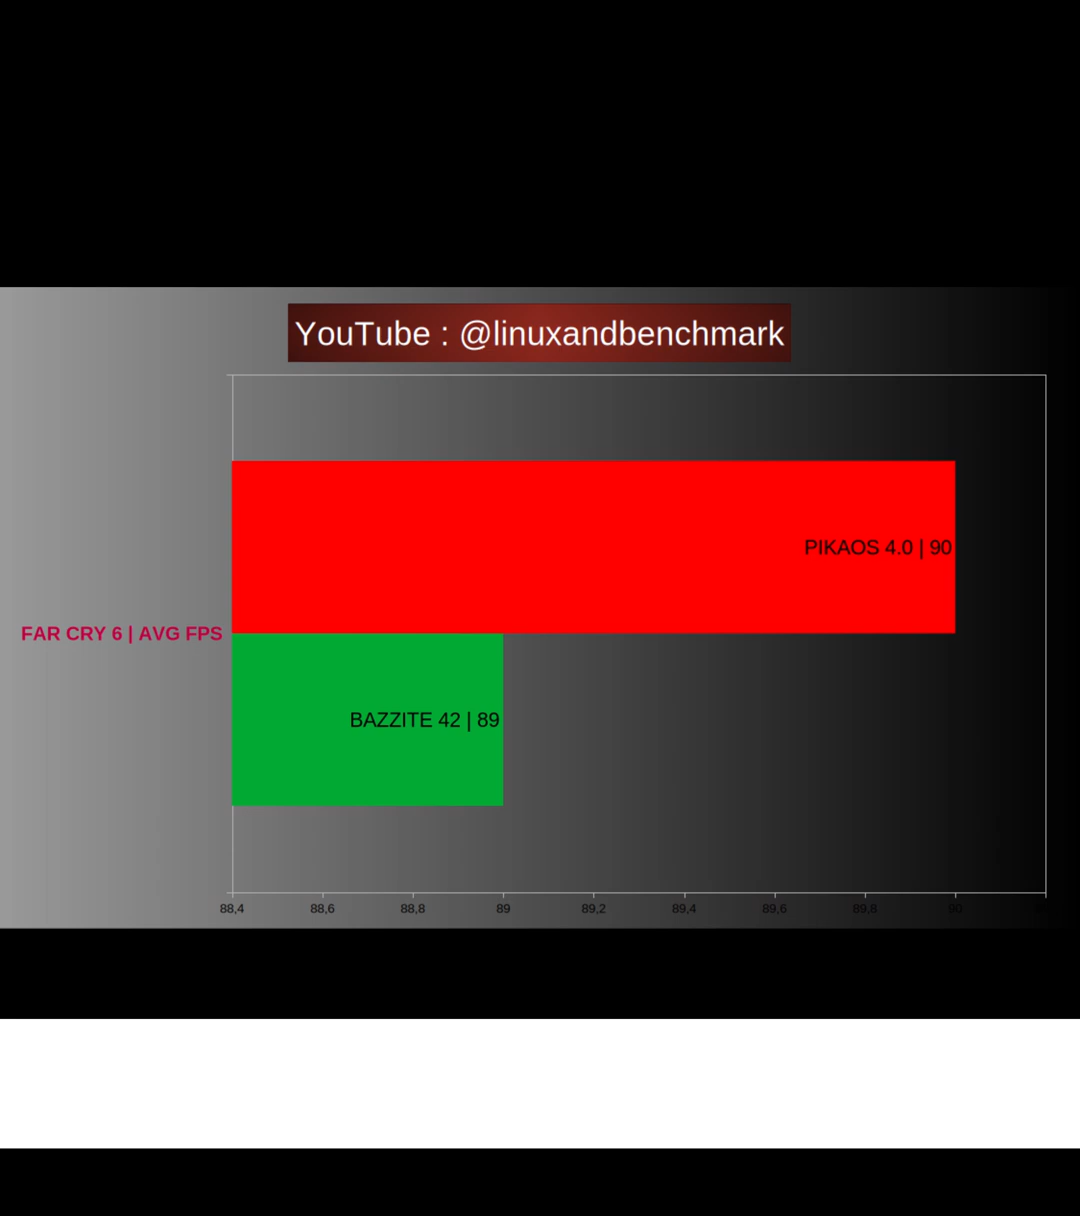 YouTube : @linuxandbenchmark
PIKAOS 4.0 | 90
FAR CRY 6 | AVG FPS
BAZZITE 42 | 89
88,4 88,6 88,8 89 89,2 89,4 89,6 89,8 90